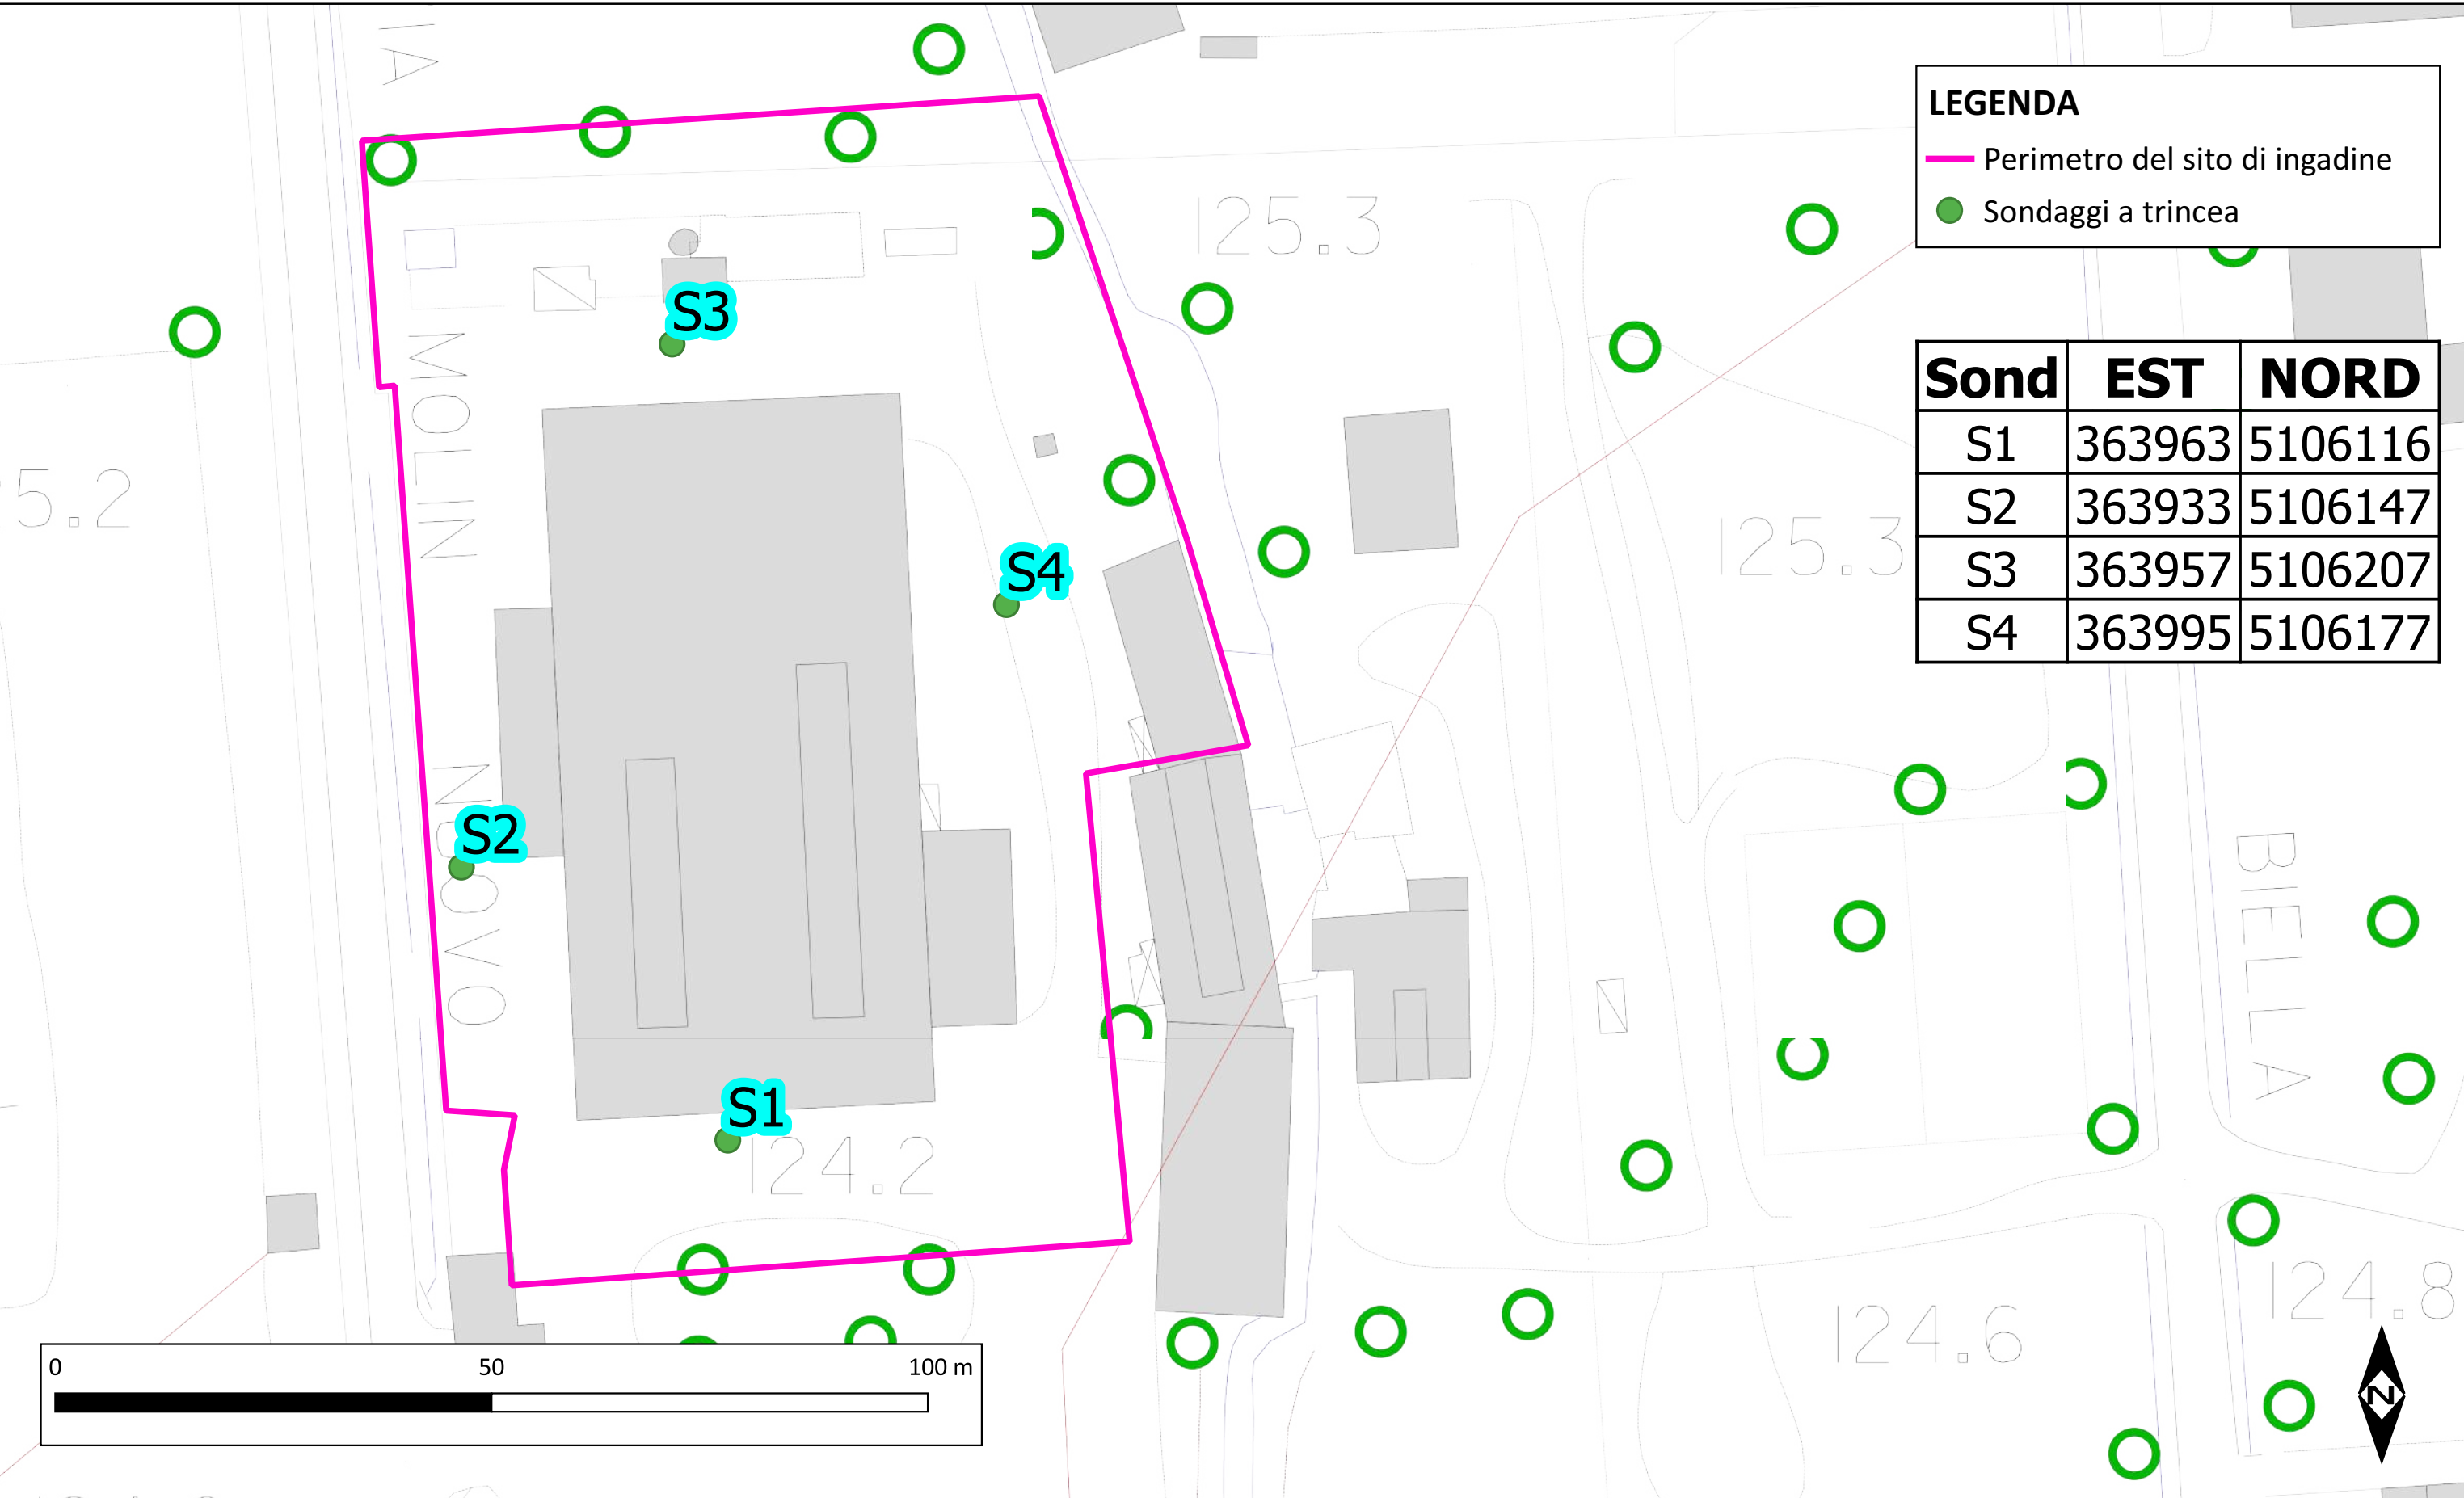 LEGENDA
Perimetro del sito di ingadine
Sondaggi a trincea
Sond EST NORD
S1 363963 5106116
S2 363933 5106147
S3 363957 5106207
S4 363995 5106177
S3
S4
S2
S1
125.3
125.3
5.2
124.2
124.6
124.8
IA
MOLIN
NUOVO
BIELLA
0 50 100 m
N